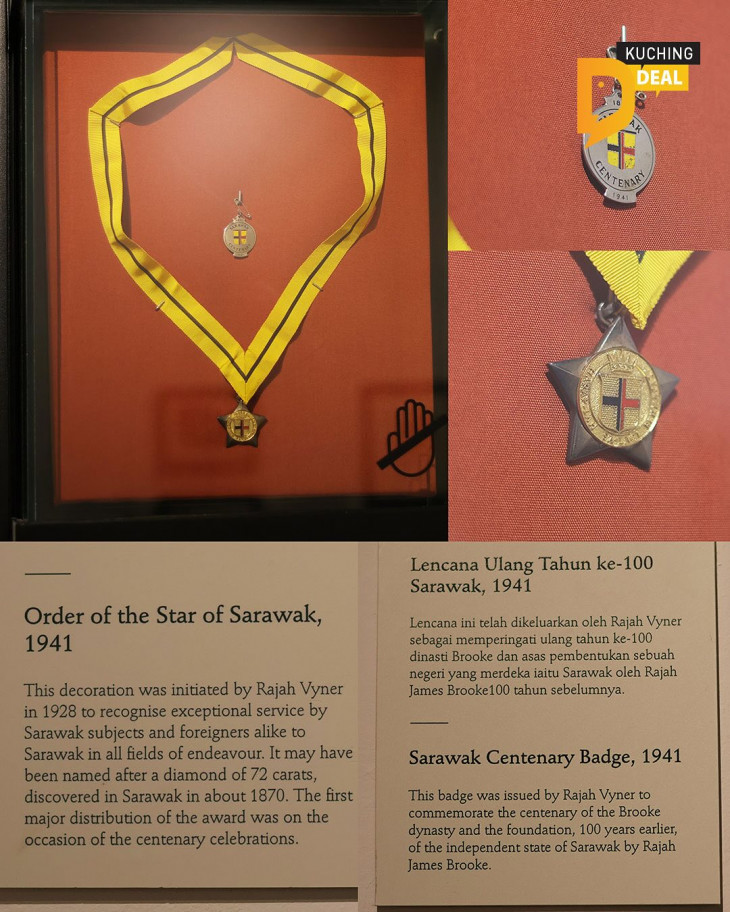 KUCHING
DEAL
CENTENARY
1941
Order of the Star of Sarawak,
1941
This decoration was initiated by Rajah Vyner
in 1928 to recognise exceptional service by
Sarawak subjects and foreigners alike to
Sarawak in all fields of endeavour. It may have
been named after a diamond of 72 carats,
discovered in Sarawak in about 1870. The first
major distribution of the award was on the
occasion of the centenary celebrations.
Lencana Ulang Tahun ke-100
Sarawak, 1941
Lencana ini telah dikeluarkan oleh Rajah Vyner
sebagai memperingati ulang tahun ke-100
dinasti Brooke dan asas pembentukan sebuah
negeri yang merdeka iaitu Sarawak oleh Rajah
James Brooke100 tahun sebelumnya.
Sarawak Centenary Badge, 1941
This badge was issued by Rajah Vyner to
commemorate the centenary of the Brooke
dynasty and the foundation, 100 years earlier,
of the independent state of Sarawak by Rajah
James Brooke.